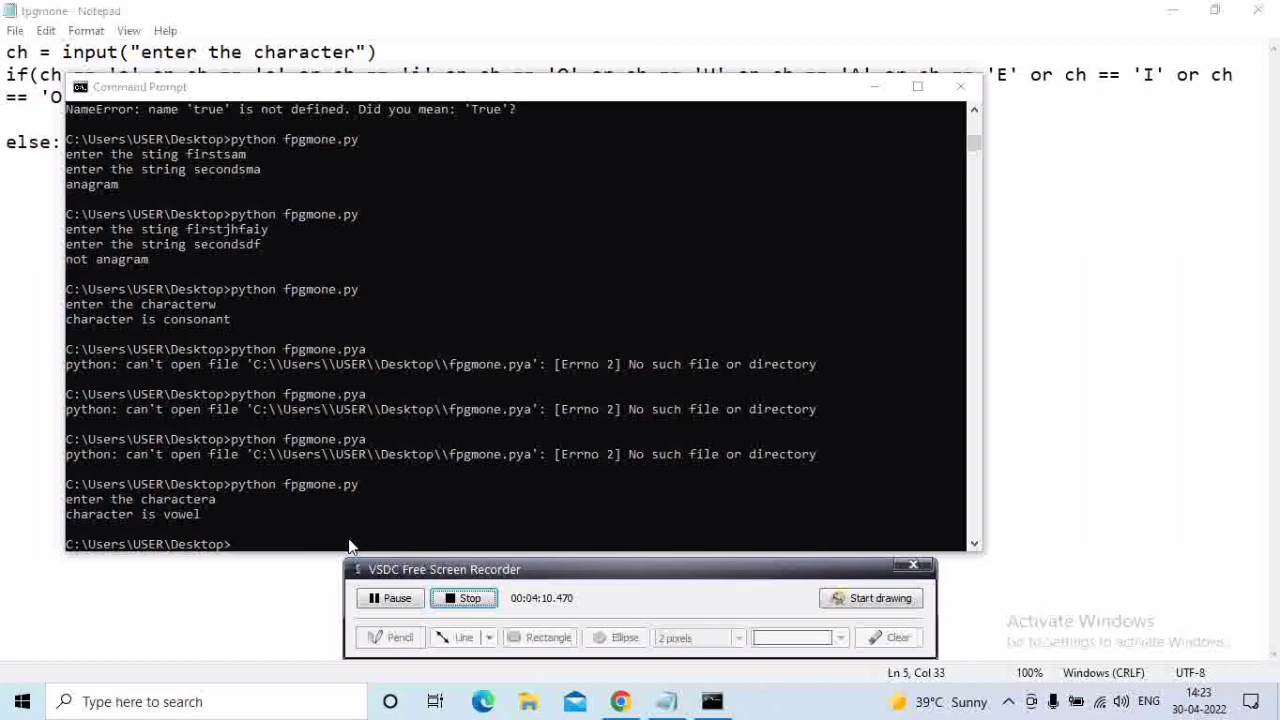 fpgmone - Notepad
File Edit Format View Help
ch = input("enter the character")
if(ch == 'E' or ch == 'I' or ch
== 'O
else:
Command Prompt
NameError: name 'true' is not defined. Did you mean: 'True'?
C:\Users\USER\Desktop>python fpgmone.py
enter the sting firstsam
enter the string secondsma
anagram
C:\Users\USER\Desktop>python fpgmone.py
enter the sting firstjhfaiy
enter the string secondsdf
not anagram
C:\Users\USER\Desktop>python fpgmone.py
enter the characterw
character is consonant
C:\Users\USER\Desktop>python fpgmone.pya
python: can't open file 'C:\\Users\\USER\\Desktop\\fpgmone.pya': [Errno 2] No such file or directory
C:\Users\USER\Desktop>python fpgmone.pya
python: can't open file 'C:\\Users\\USER\\Desktop\\fpgmone.pya': [Errno 2] No such file or directory
C:\Users\USER\Desktop>python fpgmone.pya
python: can't open file 'C:\\Users\\USER\\Desktop\\fpgmone.pya': [Errno 2] No such file or directory
C:\Users\USER\Desktop>python fpgmone.py
enter the charactera
character is vowel
C:\Users\USER\Desktop>
VSDC Free Screen Recorder
Pause Stop 00:04:10.470 Start drawing
Pencil Line Rectangle Ellipse 2 pixels Clear
Activate Windows
Go to Settings to activate Windows.
Ln 5, Col 33 100% Windows (CRLF) UTF-8
Type here to search 39°C Sunny ENG 14:23
30-04-2022